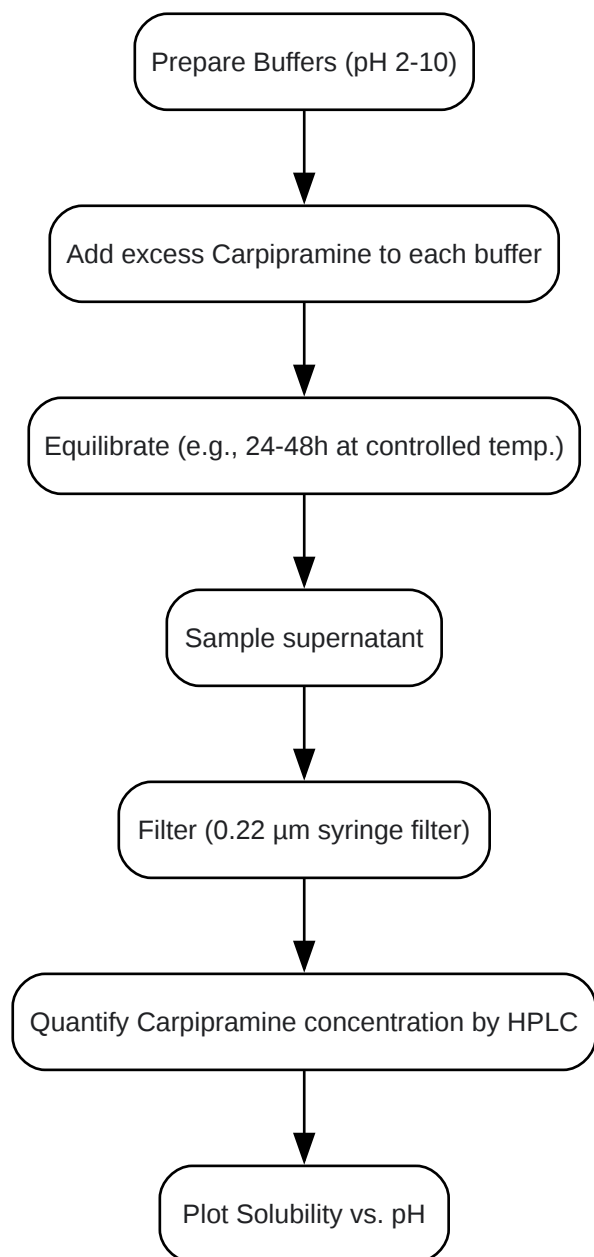 Prepare Buffers (pH 2-10)
Add excess Carpipramine to each buffer
Equilibrate (e.g., 24-48h at controlled temp.)
Sample supernatant
Filter (0.22 µm syringe filter)
Quantify Carpipramine concentration by HPLC
Plot Solubility vs. pH